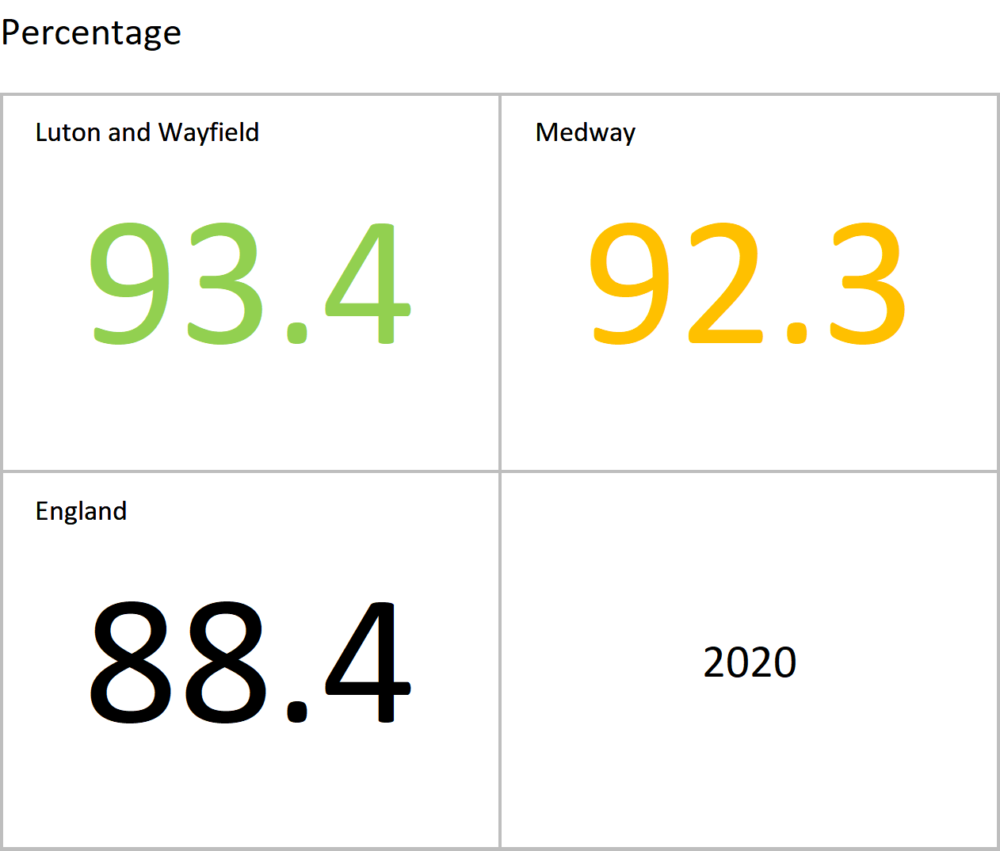 Percentage
Luton and Wayfield
93.4
Medway
92.3
England
88.4
2020